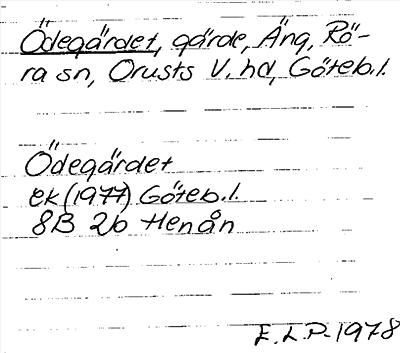 Ödegärdet, gärde, Äng, Rö-
ra sn, Orusts V. hd, Göteb.l.
Ödegärdet
ek (1977) Göteb.l.
8B 2b Henån
E.L.P. 1978